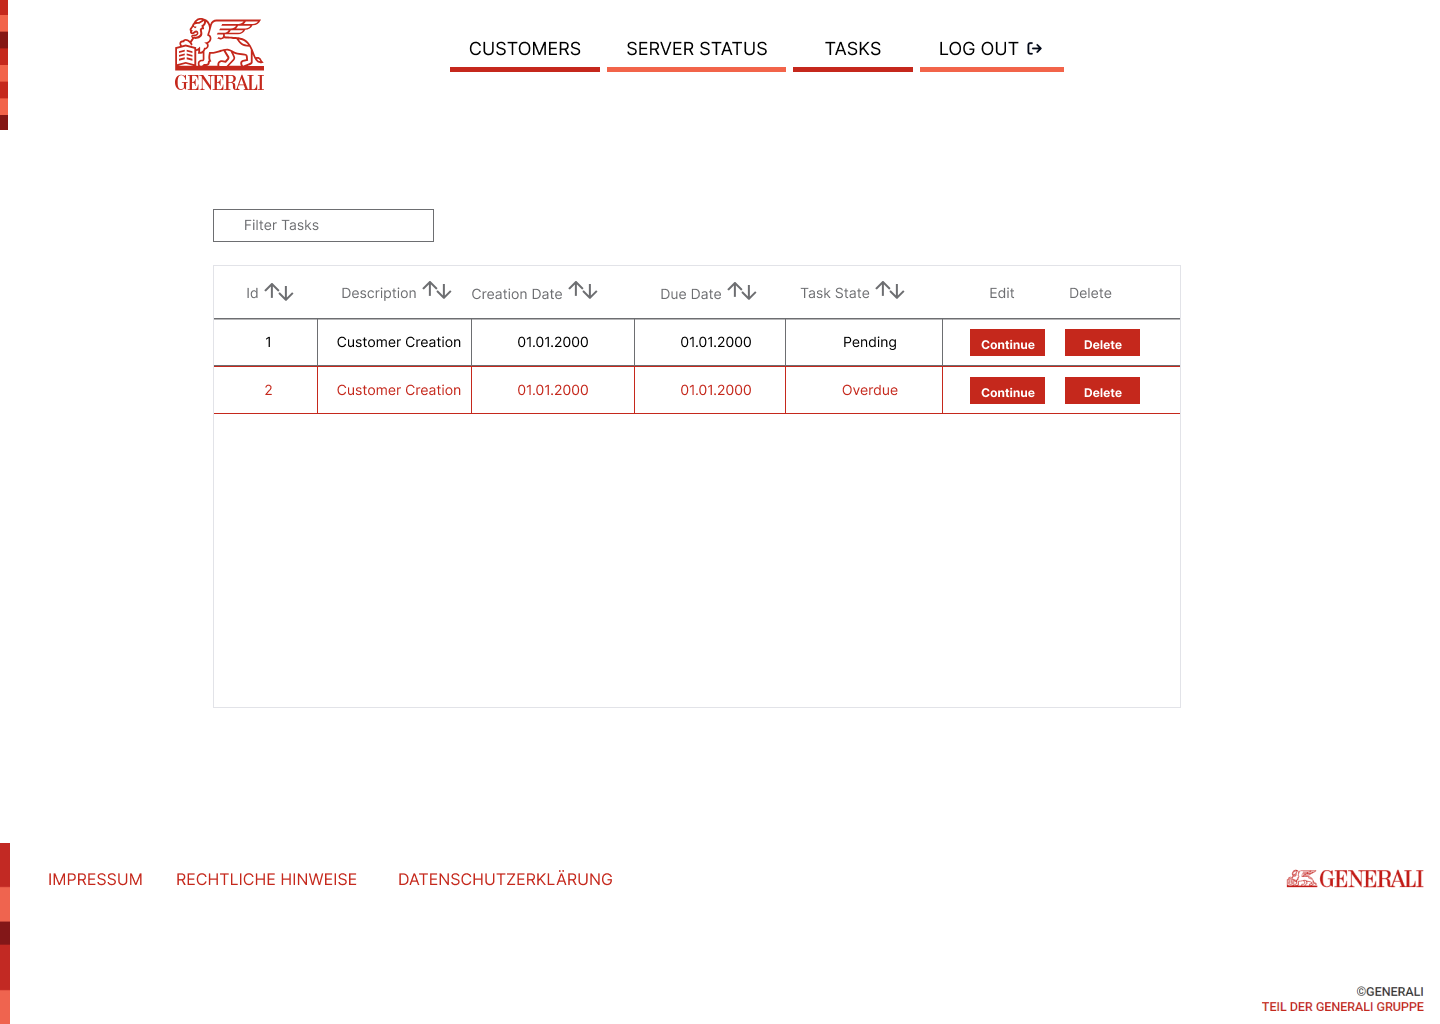 GENERALI
CUSTOMERS SERVER STATUS TASKS LOG OUT
Filter Tasks
Id Description Creation Date Due Date Task State Edit Delete
1 Customer Creation 01.01.2000 01.01.2000 Pending Continue Delete
2 Customer Creation 01.01.2000 01.01.2000 Overdue Continue Delete
IMPRESSUM RECHTLICHE HINWEISE DATENSCHUTZERKLÄRUNG GENERALI
©GENERALI
TEIL DER GENERALI GRUPPE